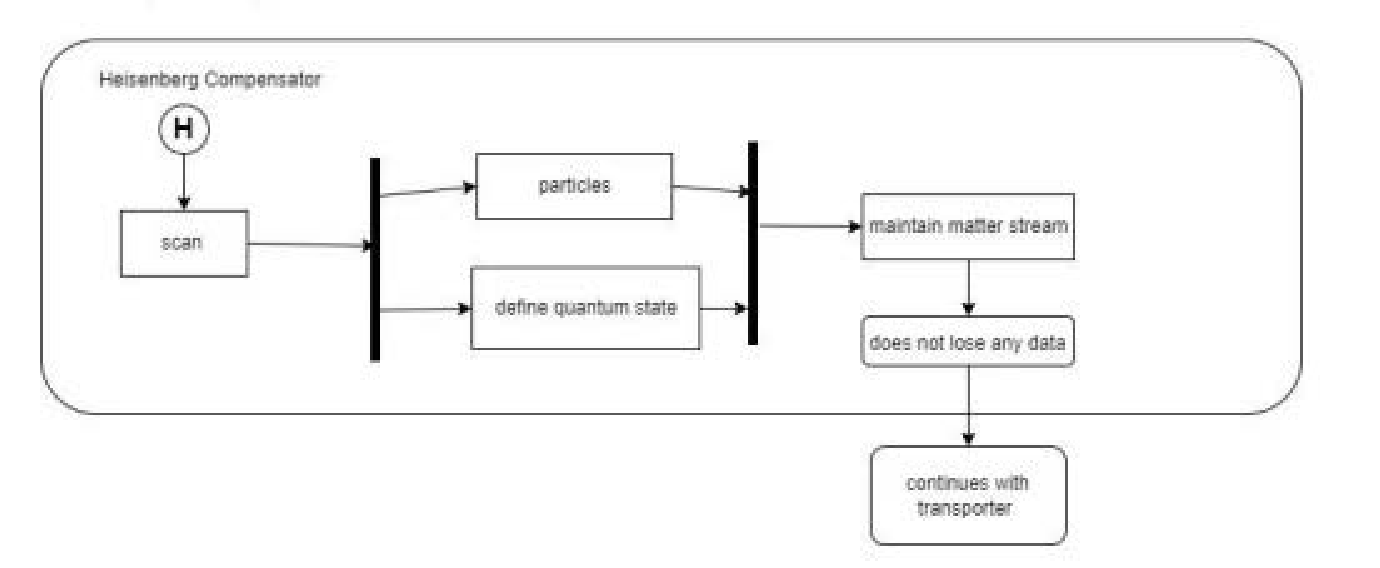 Heisenberg Compensator
H
scan
particles
define quantum state
maintain matter stream
does not lose any data
continues with
transporter